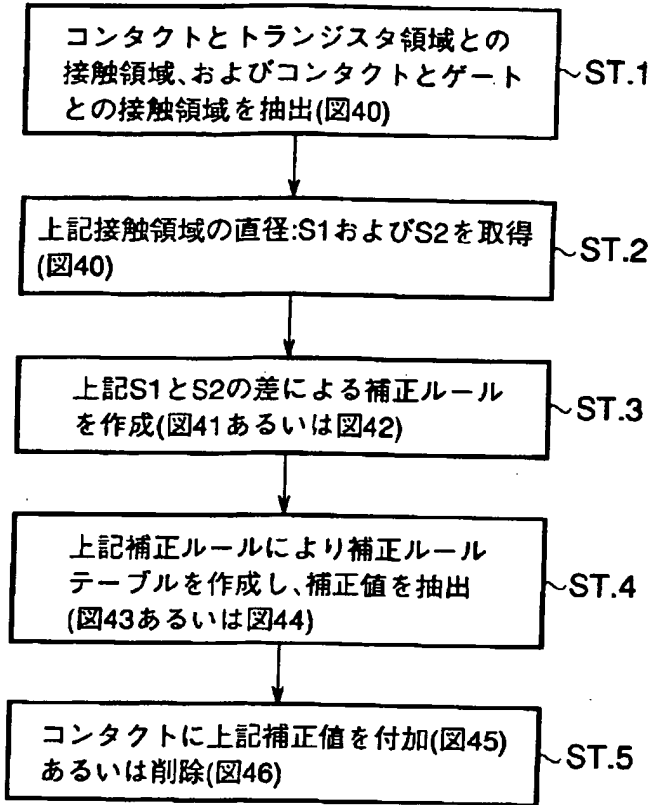 コンタクトとトランジスタ領域との
接触領域、およびコンタクトとゲート
との接触領域を抽出(図40)
ST.1
上記接触領域の直径:S1およびS2を取得
(図40)
ST.2
上記S1とS2の差による補正ルール
を作成(図41あるいは図42)
ST.3
上記補正ルールにより補正ルール
テーブルを作成し、補正値を抽出
(図43あるいは図44)
ST.4
コンタクトに上記補正値を付加(図45)
あるいは削除(図46)
ST.5